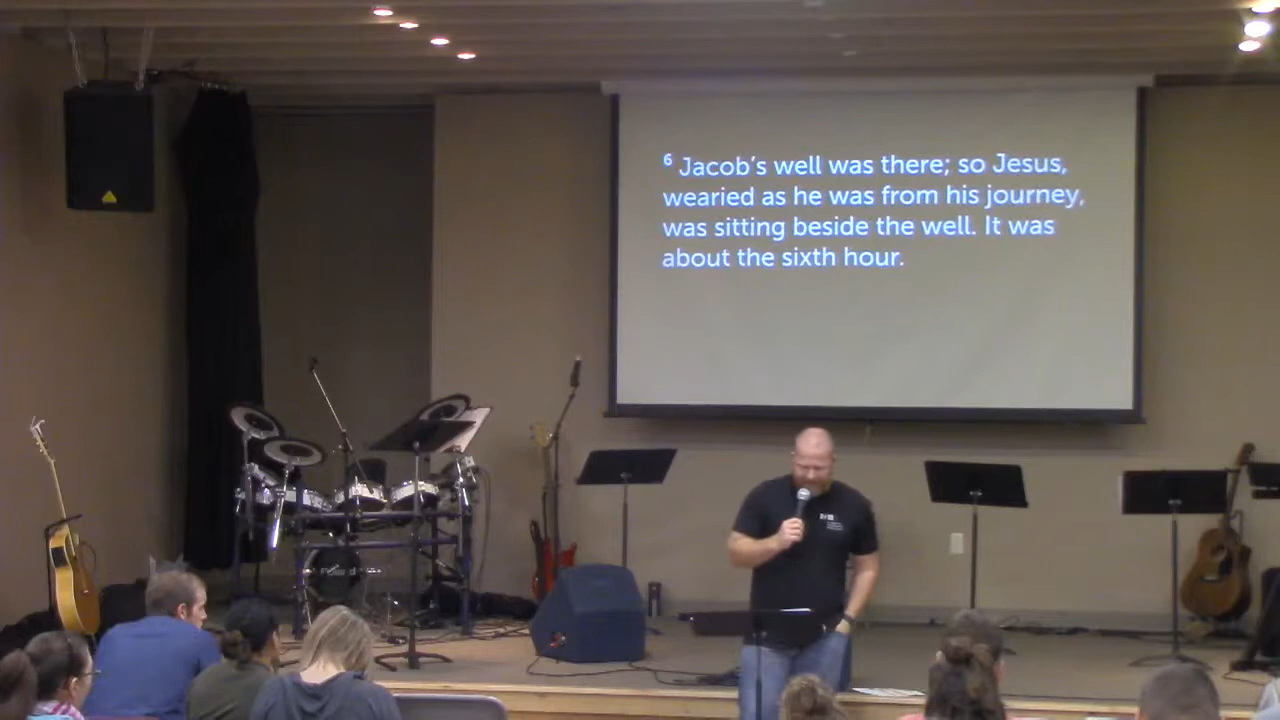 ⁶ Jacob’s well was there; so Jesus,
wearied as he was from his journey,
was sitting beside the well. It was
about the sixth hour.
Roland